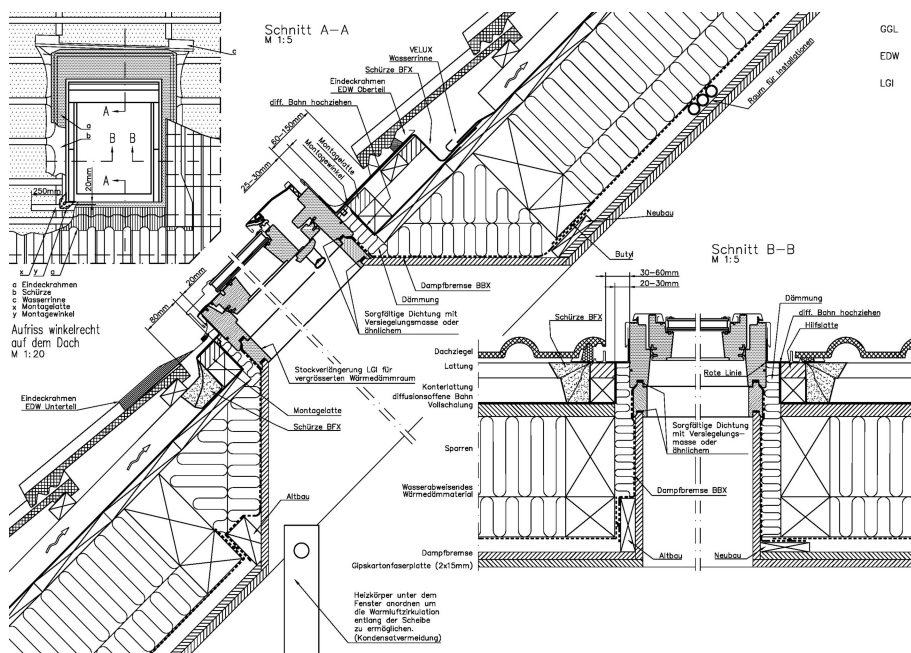 Schnitt A–A
M 1:5
c
A
a
b
B
B
A
250mm
20mm
x
y
a
a Eindeckrahmen
b Schürze
c Wasserrinne
x Montagelatte
y Montagewinkel
Aufriss winkelrecht
auf dem Dach
M 1:20
VELUX
Wasserrinne
Schürze BFX
Eindeckrahmen
EDW Oberteil
diff. Bahn hochziehen
60–150mm
25–30mm
Montagelatte
Montagewinkel
Raum für Installationen
GGL
EDW
LGI
Neubau
Butyl
Dampfbremse BBX
Dämmung
Sorgfältige Dichtung mit
Versiegelungsmasse oder
ähnlichem
20mm
80mm
Stockverlängerung LGI für
vergrösserten Wärmedämmraum
Eindeckrahmen
EDW Unterteil
Montagelatte
Schürze BFX
Altbau
Heizkörper unter dem
Fenster anordnen um
die Warmluftzirkulation
entlang der Scheibe
zu ermöglichen.
(Kondensatvermeidung)
Schnitt B–B
M 1:5
30–60mm
20–30mm
Dämmung
diff. Bahn hochziehen
Hilfslatte
Schürze BFX
Dachziegel
Lattung
Rote Linie
Konterlattung
diffusionsoffene Bahn
Vollschalung
Sorgfältige Dichtung
mit Versiegelungs–
masse oder
ähnlichem
Sparren
Wasserabweisendes
Wärmedämmaterial
Dampfbremse BBX
Dampfbremse
Altbau
Neubau
Gipskartonfaserplatte (2x15mm)